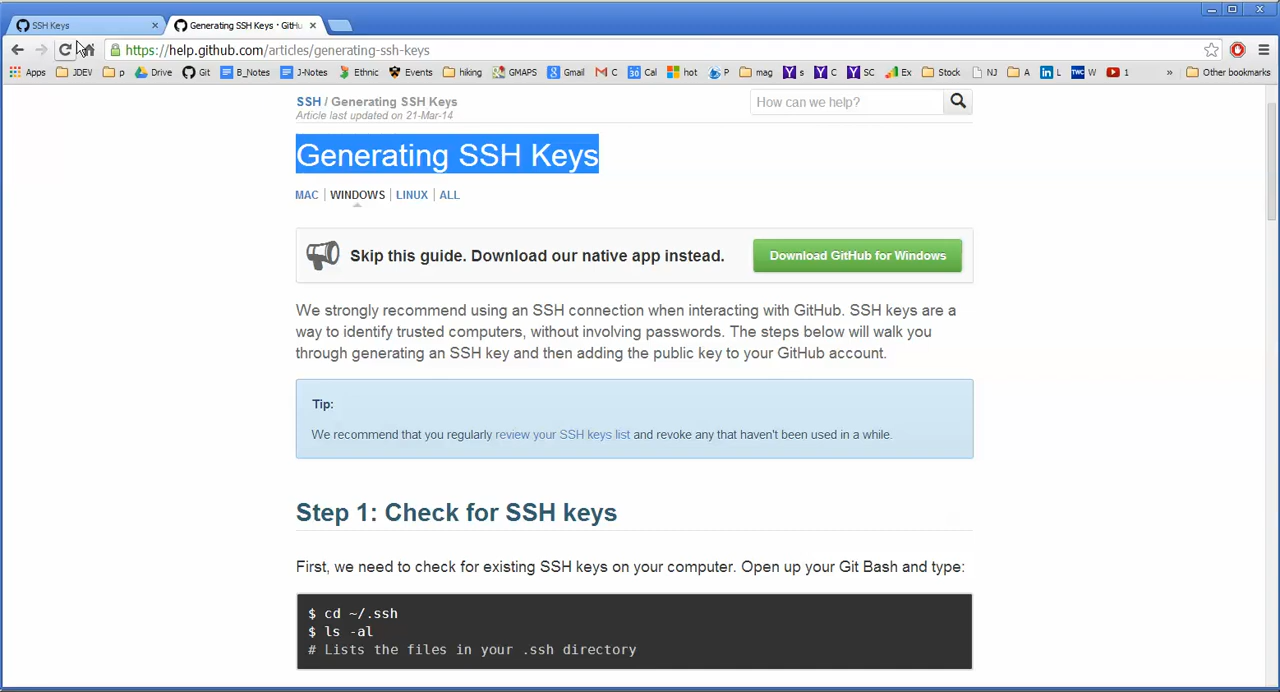 SSH Keys
Generating SSH Keys · GitHu
https://help.github.com/articles/generating-ssh-keys
Apps JDEV p Drive Git B_Notes J-Notes Ethnic Events hiking GMAPS Gmail C Cal hot P mag s C SC Ex Stock NJ A L W 1 » Other bookmarks
SSH / Generating SSH Keys
How can we help?
Article last updated on 21-Mar-14
Generating SSH Keys
MAC | WINDOWS | LINUX | ALL
Skip this guide. Download our native app instead.
Download GitHub for Windows
We strongly recommend using an SSH connection when interacting with GitHub. SSH keys are a
way to identify trusted computers, without involving passwords. The steps below will walk you
through generating an SSH key and then adding the public key to your GitHub account.
Tip:
We recommend that you regularly review your SSH keys list and revoke any that haven't been used in a while.
Step 1: Check for SSH keys
First, we need to check for existing SSH keys on your computer. Open up your Git Bash and type:
$ cd ~/.ssh
$ ls -al
# Lists the files in your .ssh directory